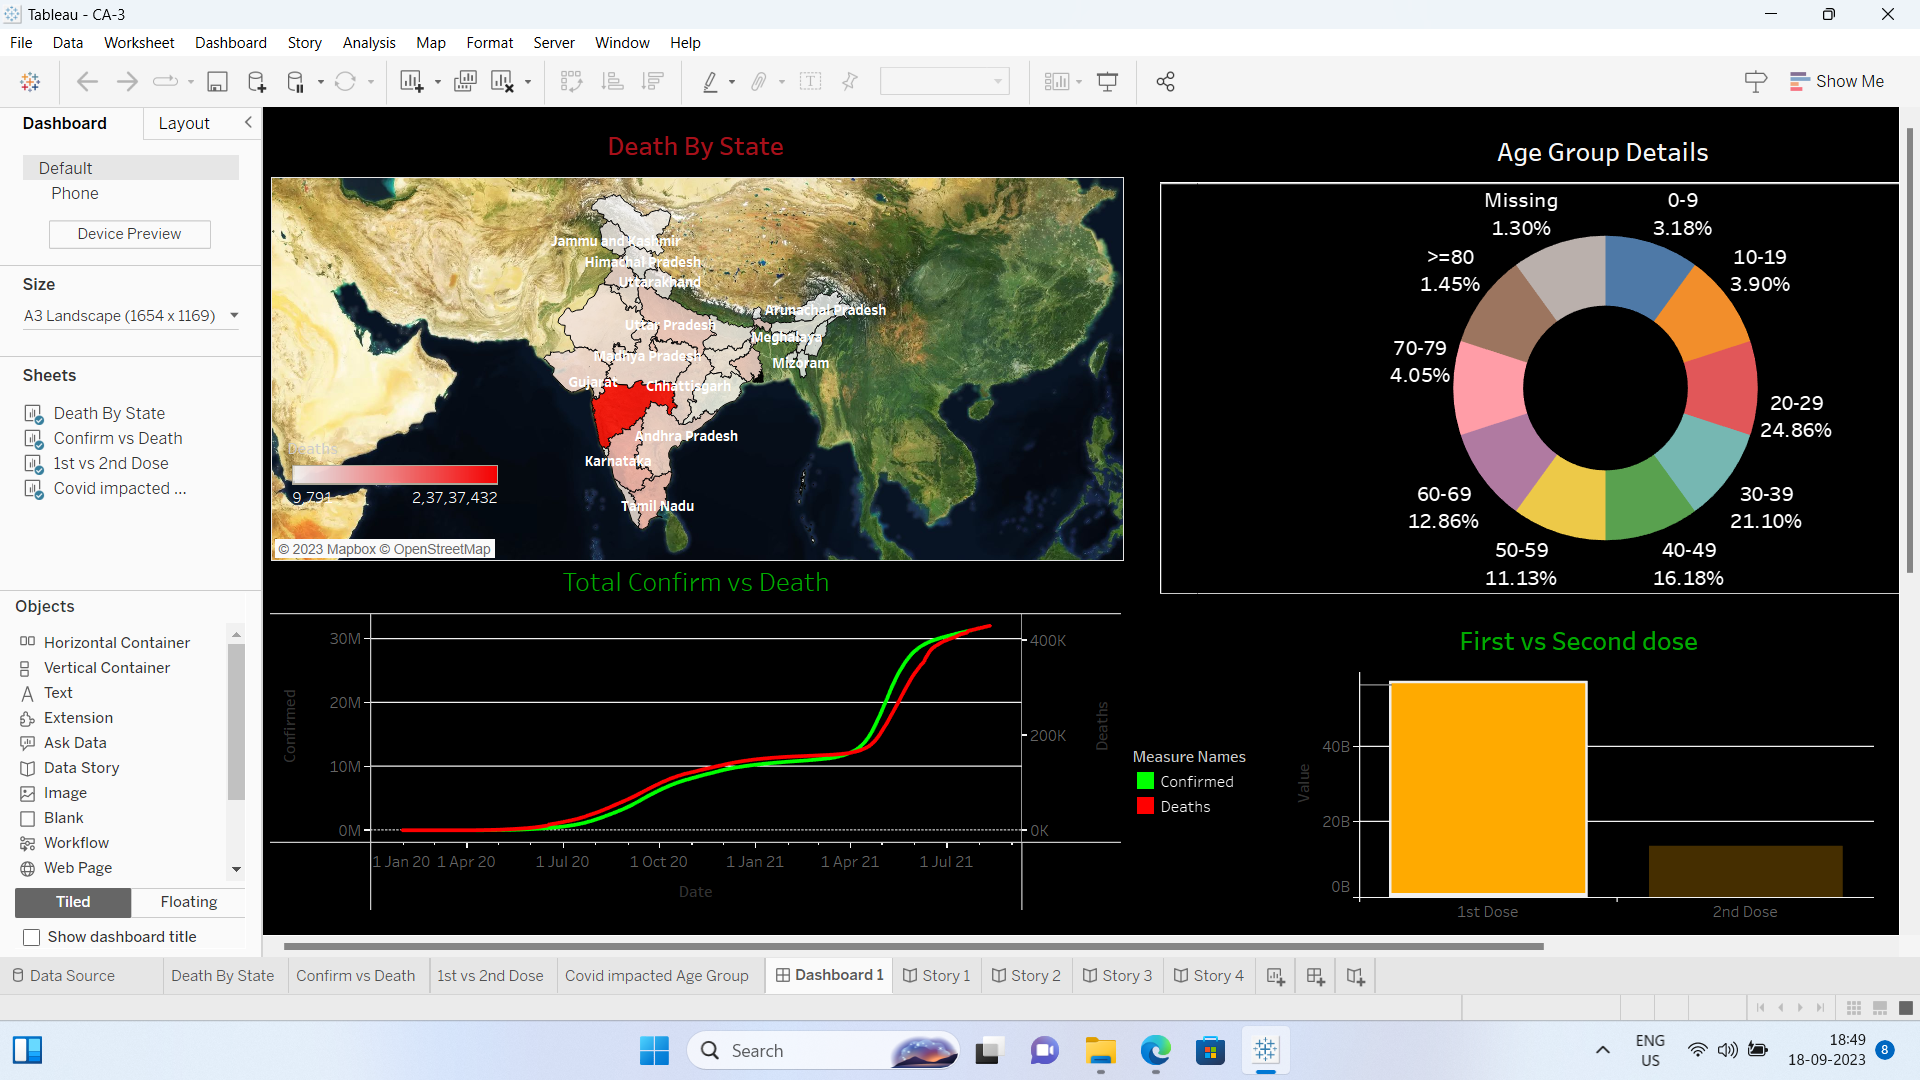 Tableau - CA-3
File Data Worksheet Dashboard Story Analysis Map Format Server Window Help
Show Me
Dashboard Layout
Default
Phone
Device Preview
Size
A3 Landscape (1654 x 1169)
Sheets
Death By State
Confirm vs Death
1st vs 2nd Dose
Covid impacted ...
Objects
Horizontal Container
Vertical Container
Text
Extension
Ask Data
Data Story
Image
Blank
Workflow
Web Page
Tiled Floating
Show dashboard title
Death By State
Jammu and Kashmir
Himachal Pradesh
Uttarakhand
Arunachal Pradesh
Uttar Pradesh
Meghalaya
Madhya Pradesh
Mizoram
Gujarat
Chhattisgarh
Andhra Pradesh
Karnataka
Tamil Nadu
Deaths
9,791 2,37,37,432
© 2023 Mapbox © OpenStreetMap
Age Group Details
Missing
1.30%
0-9
3.18%
>=80
1.45%
10-19
3.90%
70-79
4.05%
20-29
24.86%
60-69
12.86%
30-39
21.10%
50-59
11.13%
40-49
16.18%
Total Confirm vs Death
Confirmed
30M
20M
10M
0M
400K
200K
0K
Deaths
1 Jan 20 1 Apr 20 1 Jul 20 1 Oct 20 1 Jan 21 1 Apr 21 1 Jul 21
Date
Measure Names
Confirmed
Deaths
First vs Second dose
Value
40B
20B
0B
1st Dose 2nd Dose
Data Source Death By State Confirm vs Death 1st vs 2nd Dose Covid impacted Age Group Dashboard 1 Story 1 Story 2 Story 3 Story 4
Search
ENG
US
18:49
18-09-2023
8